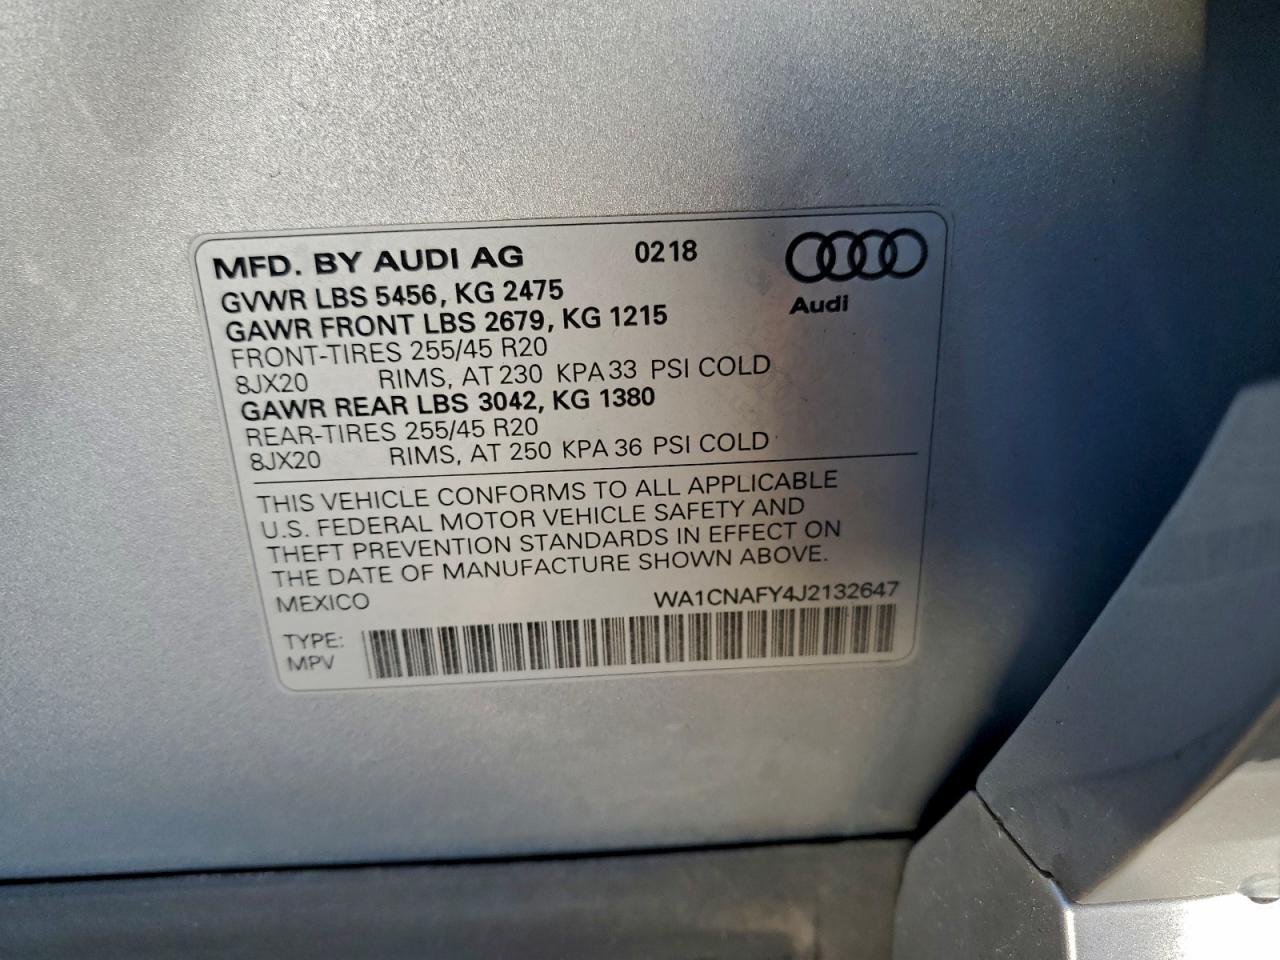 MFD. BY AUDI AG 0218
Audi
GVWR LBS 5456, KG 2475
GAWR FRONT LBS 2679, KG 1215
FRONT-TIRES 255/45 R20
8JX20 RIMS, AT 230 KPA 33 PSI COLD
GAWR REAR LBS 3042, KG 1380
REAR-TIRES 255/45 R20
8JX20 RIMS, AT 250 KPA 36 PSI COLD
THIS VEHICLE CONFORMS TO ALL APPLICABLE
U.S. FEDERAL MOTOR VEHICLE SAFETY AND
THEFT PREVENTION STANDARDS IN EFFECT ON
THE DATE OF MANUFACTURE SHOWN ABOVE.
MEXICO WA1CNAFY4J2132647
TYPE:
MPV